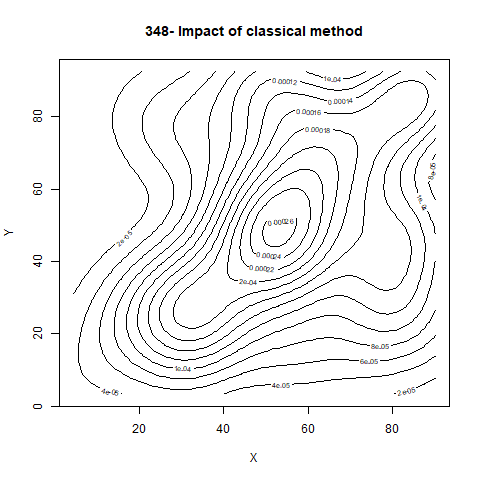 348- Impact of classical method
0.00012
1e-04
0.00014
0.00016
0.00018
80
8e-05
60
1e-04
0.00026
Y
2e-05
40
0.00024
0.00022
2e-04
20
8e-05
6e-05
1e-04
4e-05
4e-05
2e-05
0
20
40
60
80
X